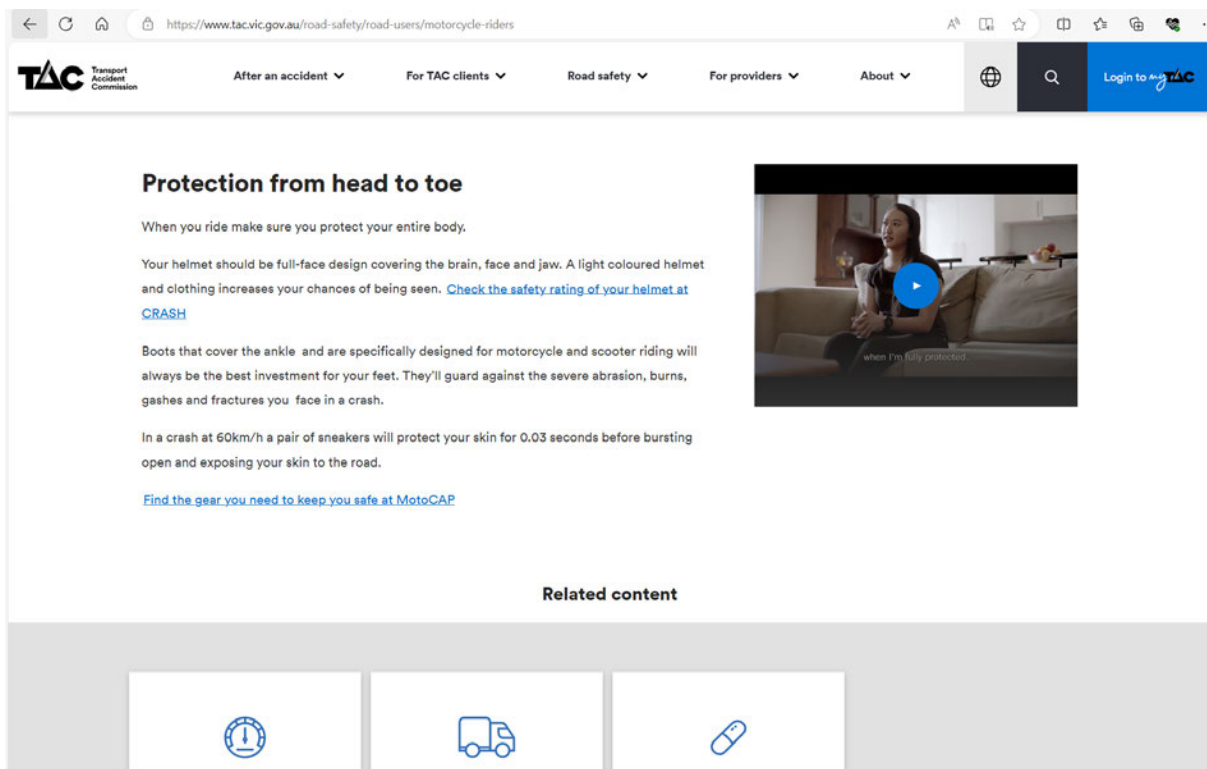 https://www.tac.vic.gov.au/road-safety/road-users/motorcycle-riders
TAC Transport
Accident
Commission
After an accident
For TAC clients
Road safety
For providers
About
Login to myTAC
Protection from head to toe
When you ride make sure you protect your entire body.
Your helmet should be full-face design covering the brain, face and jaw. A light coloured helmet
and clothing increases your chances of being seen. Check the safety rating of your helmet at
CRASH
Boots that cover the ankle and are specifically designed for motorcycle and scooter riding will
always be the best investment for your feet. They'll guard against the severe abrasion, burns,
gashes and fractures you face in a crash.
In a crash at 60km/h a pair of sneakers will protect your skin for 0.03 seconds before bursting
open and exposing your skin to the road.
Find the gear you need to keep you safe at MotoCAP
when I'm fully protected.
Related content